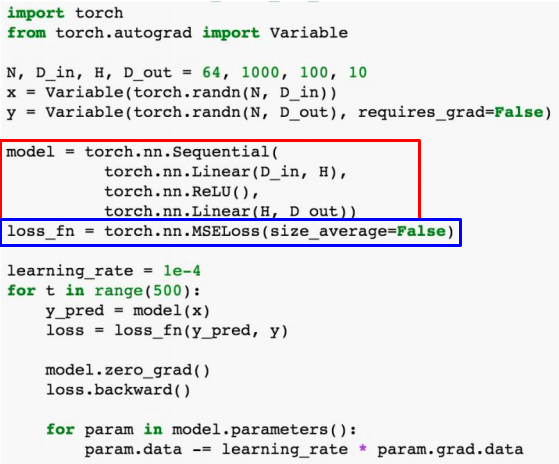 import torch
from torch.autograd import Variable
N, D_in, H, D_out = 64, 1000, 100, 10
x = Variable(torch.randn(N, D_in))
y = Variable(torch.randn(N, D_out), requires_grad=False)
model = torch.nn.Sequential(
torch.nn.Linear(D_in, H),
torch.nn.ReLU(),
torch.nn.Linear(H, D_out))
loss_fn = torch.nn.MSELoss(size_average=False)
learning_rate = 1e-4
for t in range(500):
y_pred = model(x)
loss = loss_fn(y_pred, y)
model.zero_grad()
loss.backward()
for param in model.parameters():
param.data -= learning_rate * param.grad.data